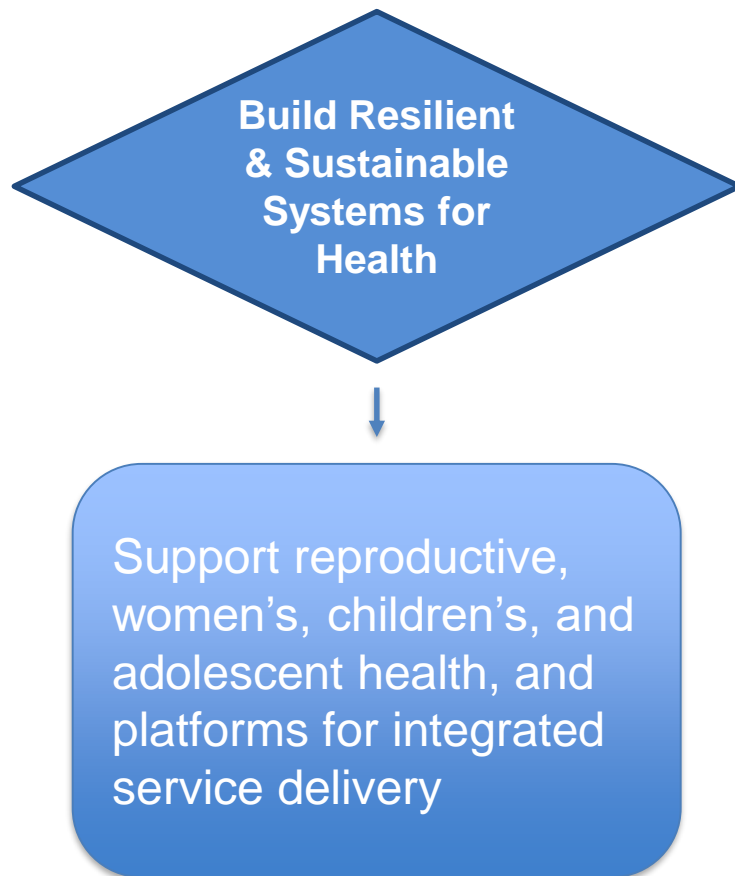 Build Resilient
& Sustainable
Systems for
Health
Support reproductive,
women’s, children’s, and
adolescent health, and
platforms for integrated
service delivery